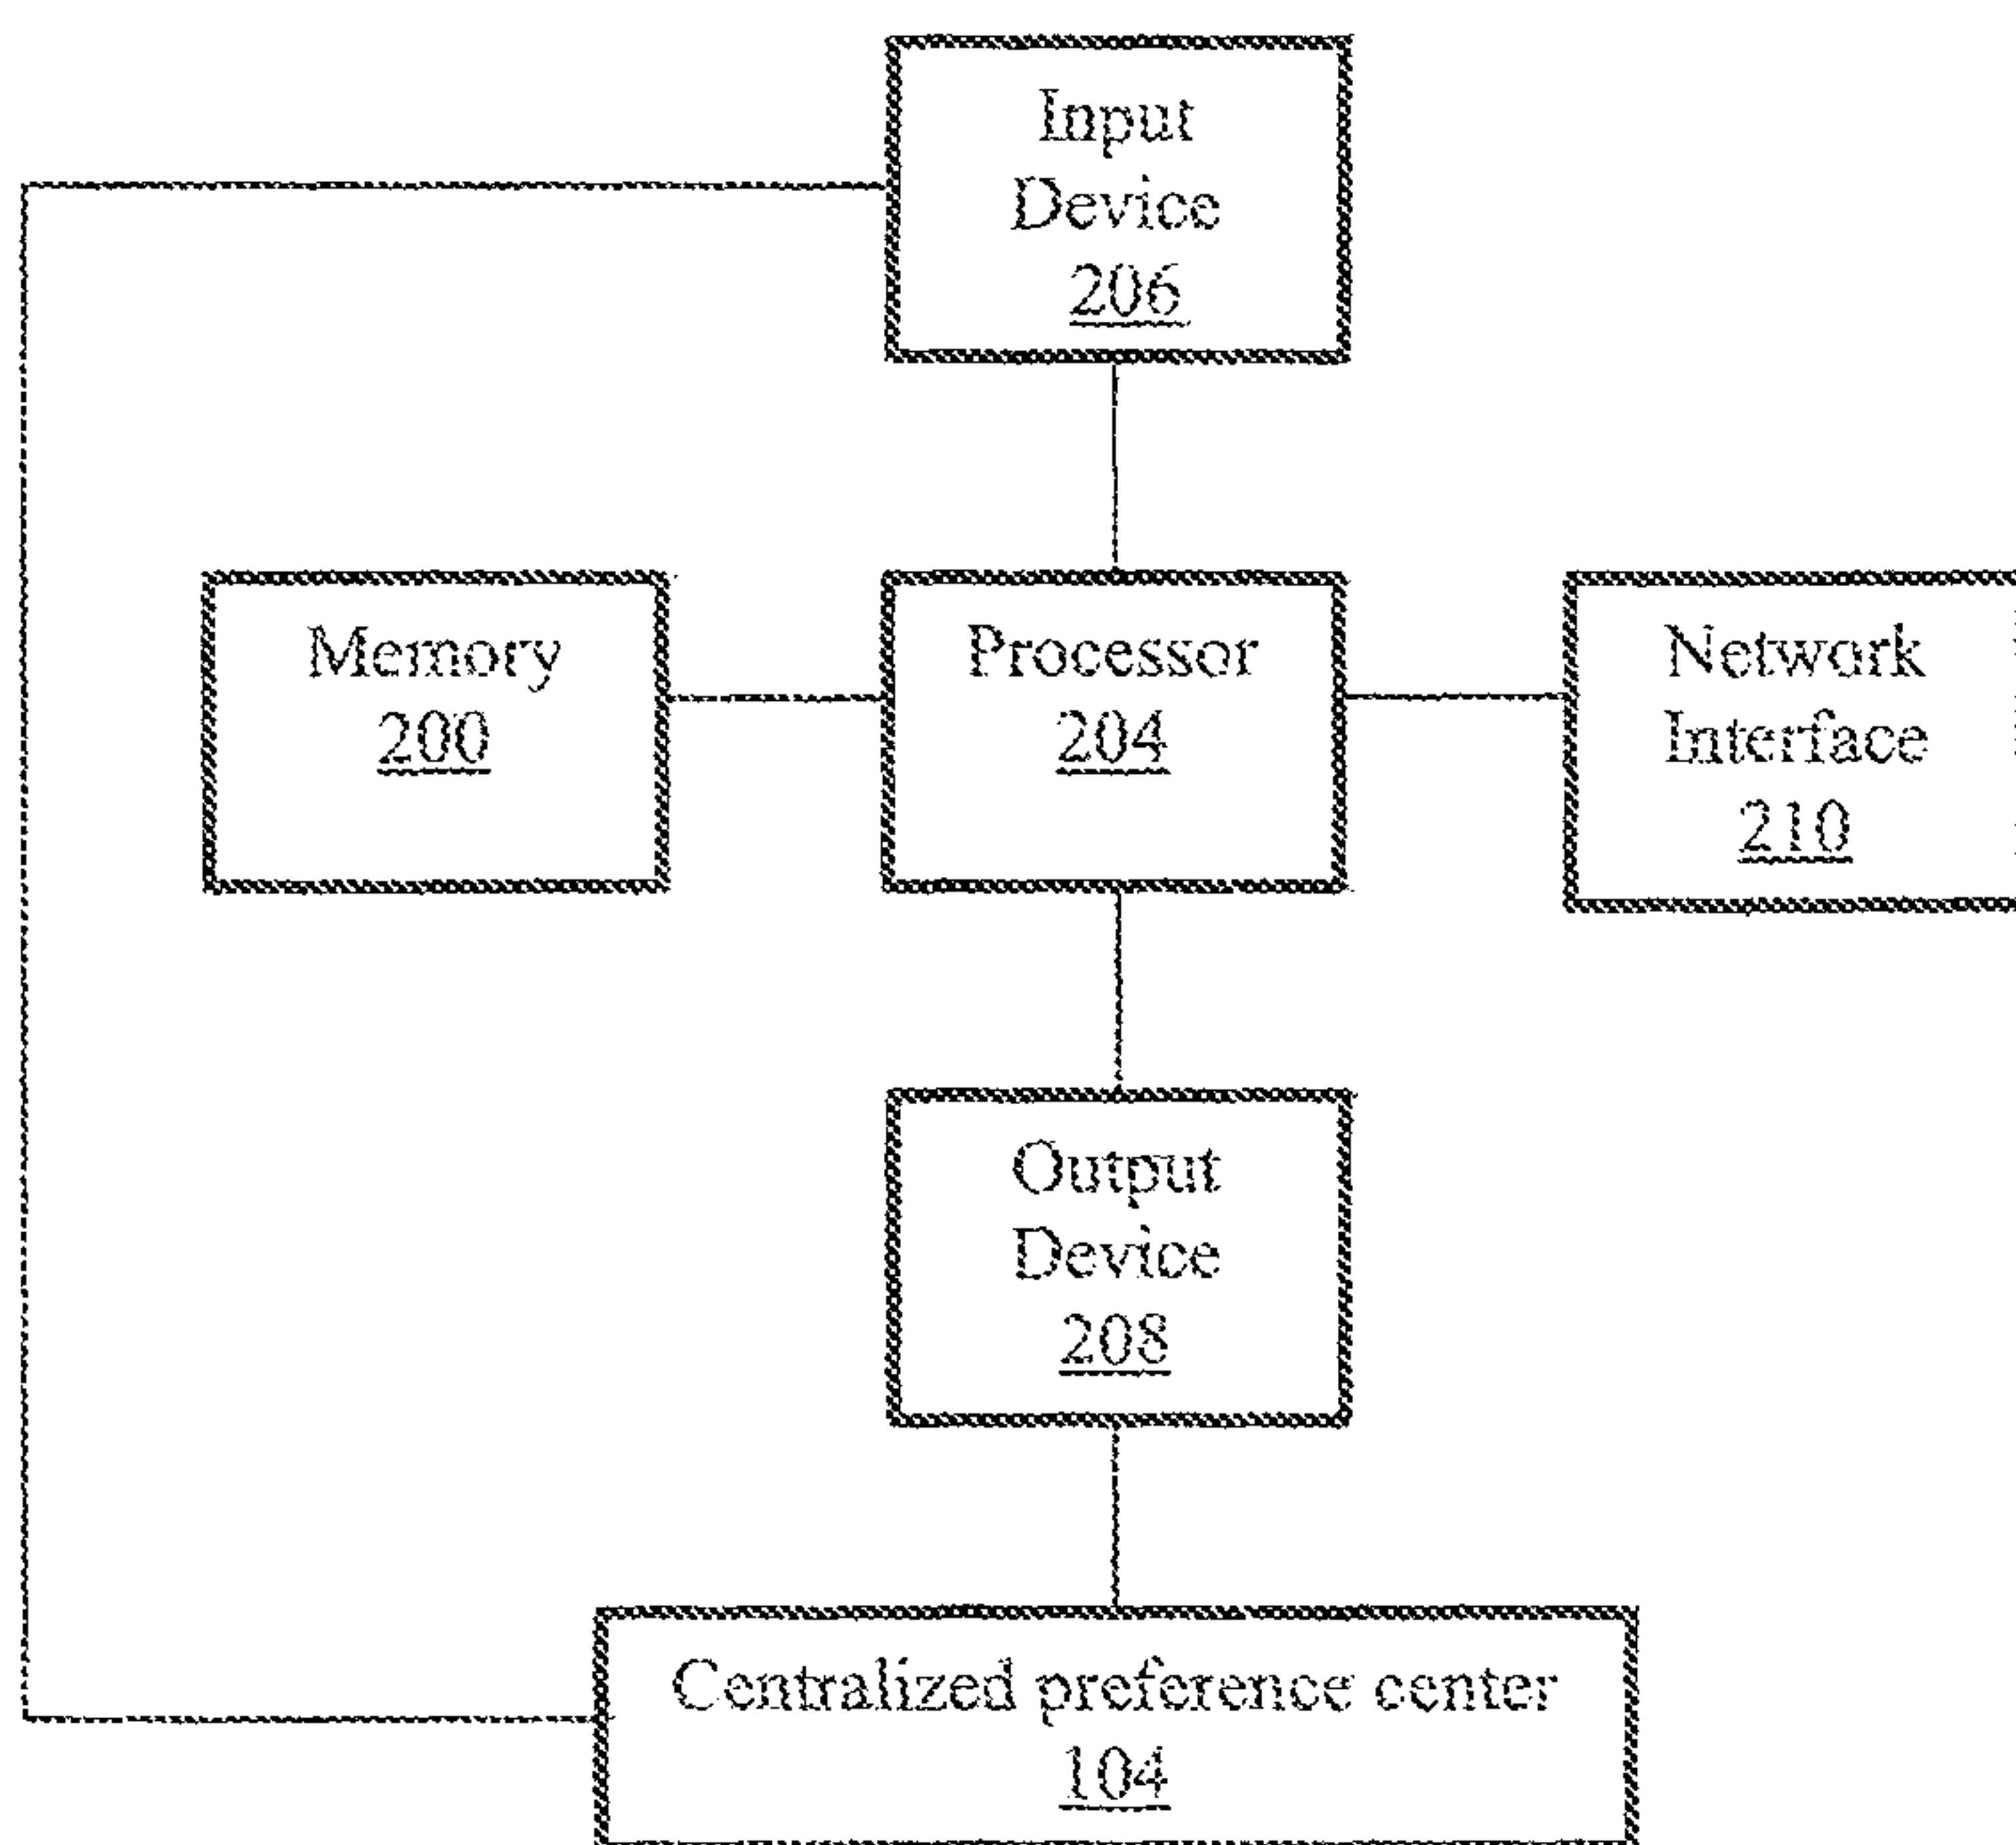 Input
Device
206
Memory
200
Processor
204
Network
Interface
210
Output
Device
208
Centralized preference center
104